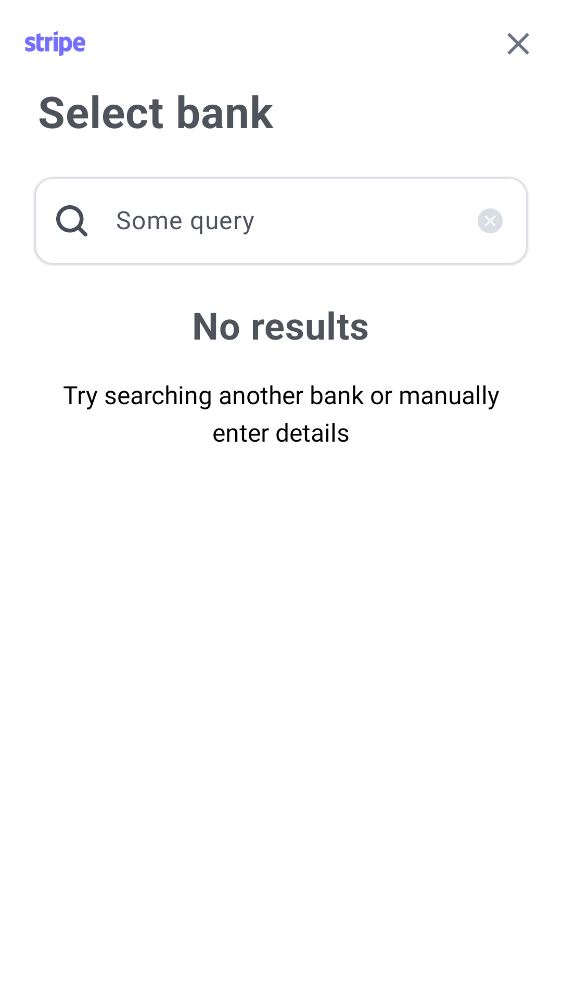 stripe
Select bank
Some query
No results
Try searching another bank or manually
enter details